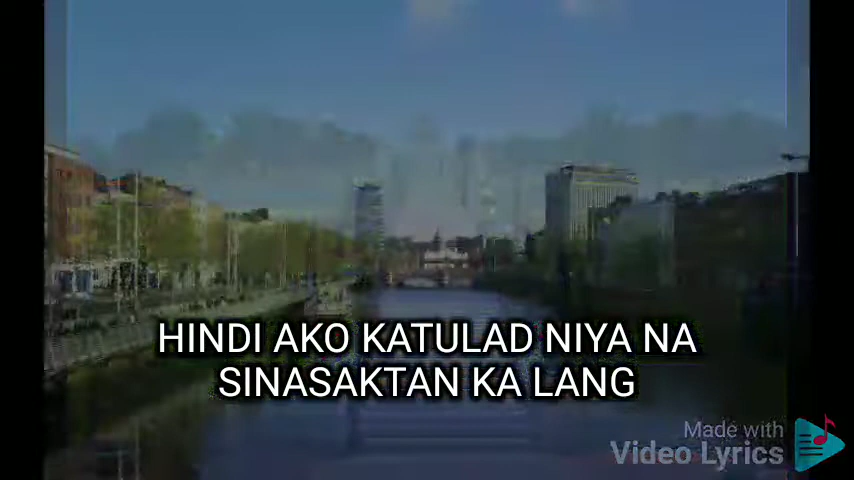 HINDI AKO KATULAD NIYA NA
SINASAKTAN KA LANG
Made with
Video Lyrics